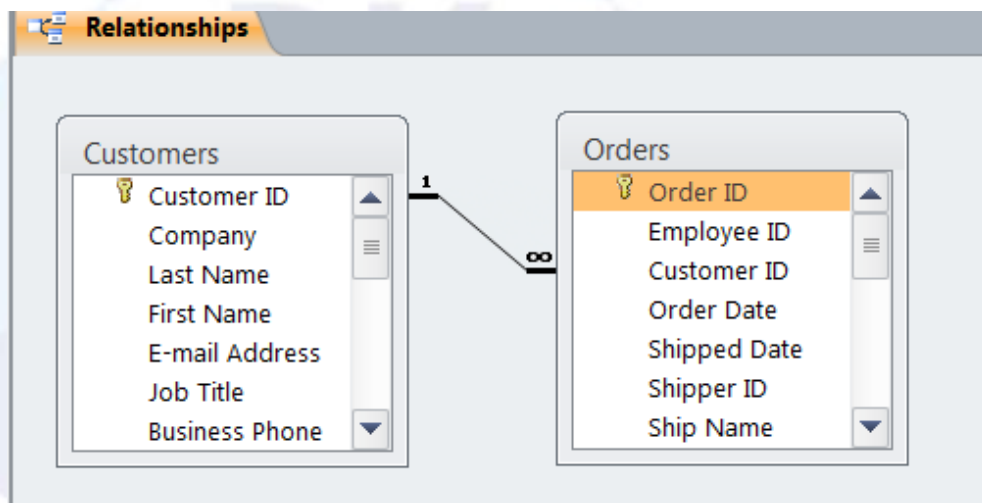 Relationships
Customers
Customer ID
Company
Last Name
First Name
E-mail Address
Job Title
Business Phone
1
∞
Orders
Order ID
Employee ID
Customer ID
Order Date
Shipped Date
Shipper ID
Ship Name